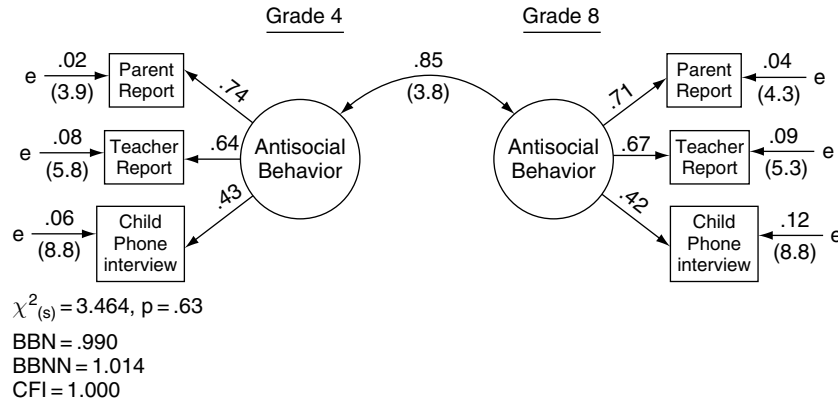 Grade 4
Grade 8
e
.02
(3.9)
Parent
Report
.74
e
.08
(5.8)
Teacher
Report
.64
e
.06
(8.8)
Child
Phone
interview
.43
Antisocial
Behavior
.85
(3.8)
Antisocial
Behavior
.71
Parent
Report
.04
(4.3)
e
.67
Teacher
Report
.09
(5.3)
e
.42
Child
Phone
interview
.12
(8.8)
e
χ²(s) = 3.464, p = .63
BBN = .990
BBNN = 1.014
CFI = 1.000